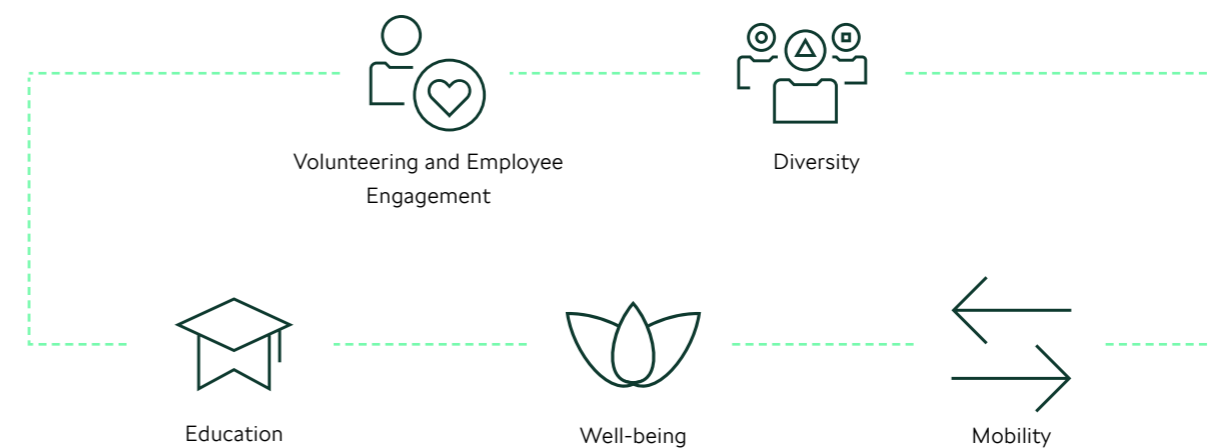 Volunteering and Employee
Engagement
Diversity
Education
Well-being
Mobility